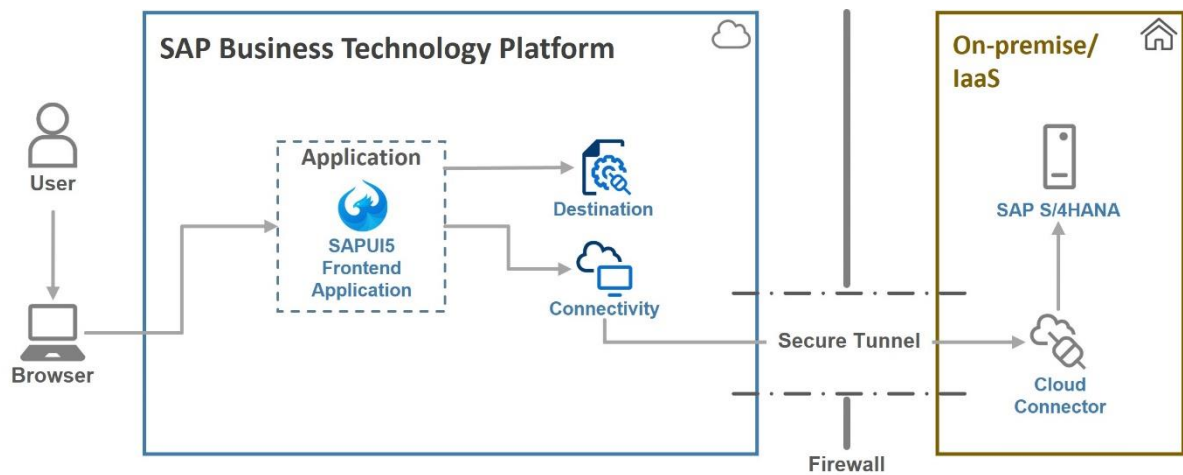 SAP Business Technology Platform
On-premise/
IaaS
User
Application
SAPUI5
Frontend
Application
Destination
Connectivity
SAP S/4HANA
Browser
Secure Tunnel
Cloud
Connector
Firewall